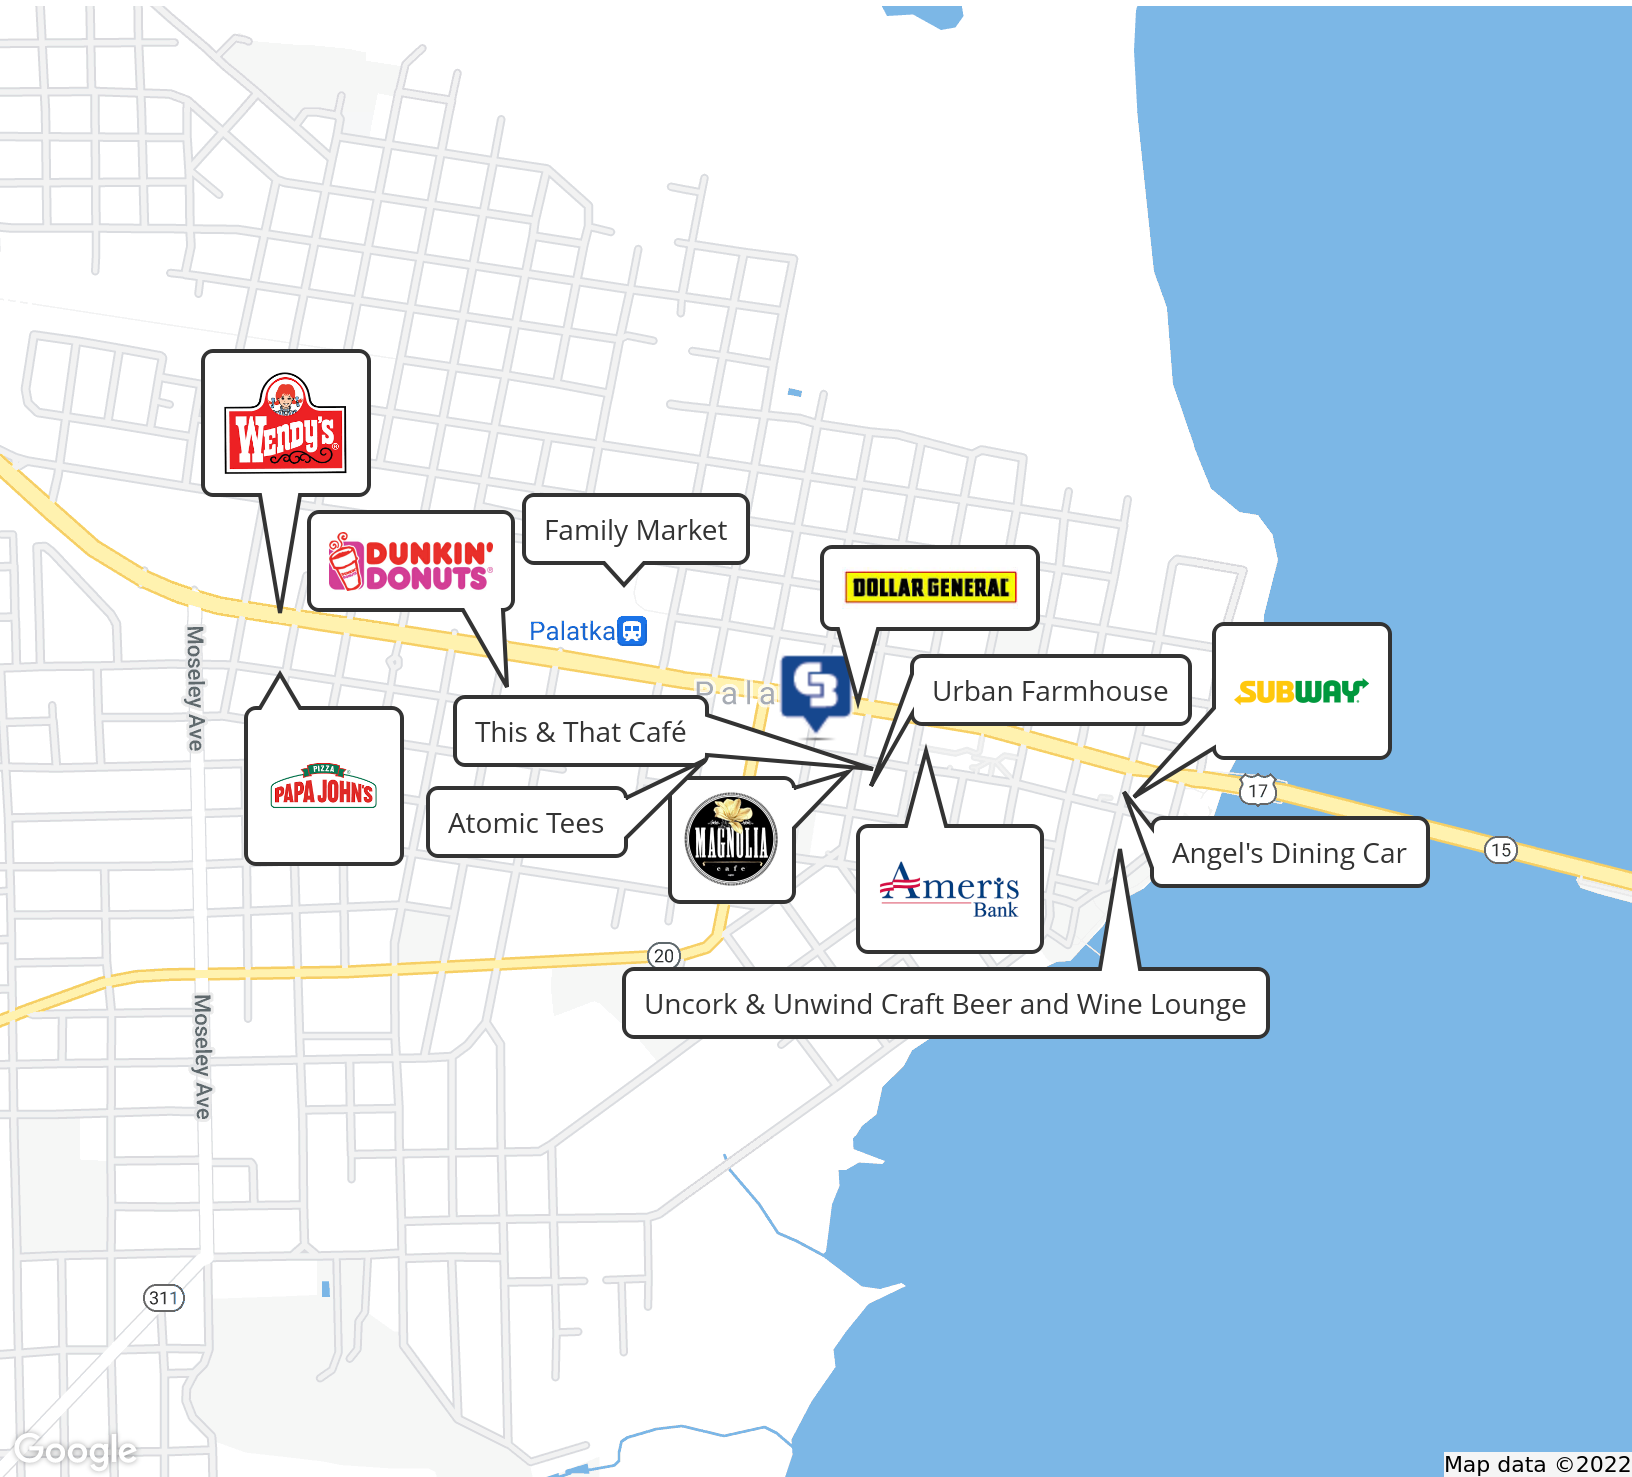 WENDY'S
DUNKIN'
DONUTS
Family Market
DOLLAR GENERAL
Palatka
Moseley Ave
Urban Farmhouse
SUBWAY
Pala
CB
This & That Café
PIZZA
PAPA JOHN'S
17
Atomic Tees
MAGNOLIA
cafe
15
Angel's Dining Car
Ameris
Bank
20
Uncork & Unwind Craft Beer and Wine Lounge
Moseley Ave
311
Google
Map data ©2022